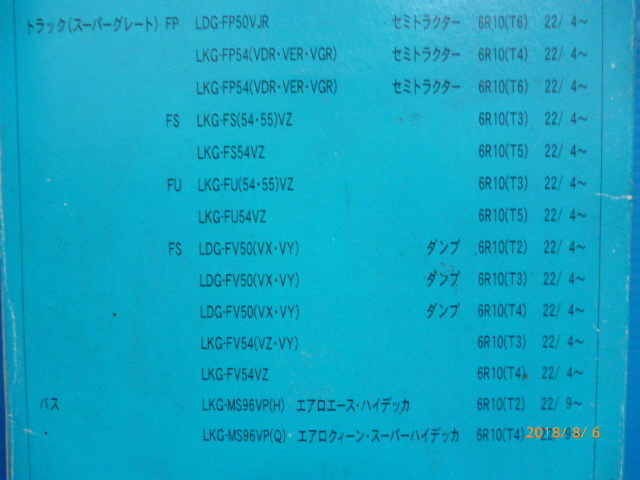 トラック(スーパーグレート) FP LDG-FP50VJR セミトラクター 6R10(T6) 22/ 4～
LKG-FP54(VDR・VER・VGR) セミトラクター 6R10(T4) 22/ 4～
LKG-FP54(VDR・VER・VGR) セミトラクター 6R10(T6) 22/ 4～
FS LKG-FS(54・55)VZ 6R10(T3) 22/ 4～
LKG-FS54VZ 6R10(T5) 22/ 4～
FU LKG-FU(54・55)VZ 6R10(T3) 22/ 4～
LKG-FU54VZ 6R10(T5) 22/ 4～
FS LDG-FV50(VX・VY) ダンプ 6R10(T2) 22/ 4～
LDG-FV50(VX・VY) ダンプ 6R10(T3) 22/ 4～
LDG-FV50(VX・VY) ダンプ 6R10(T4) 22/ 4～
LKG-FV54(VZ・VY) 6R10(T3) 22/ 4～
LKG-FV54VZ 6R10(T4) 22/ 4～
バス LKG-MS96VP(H) エアロエース・ハイデッカ 6R10(T2) 22/ 9～
LKG-MS96VP(Q) エアロクィーン・スーパーハイデッカ 6R10(T4) 22/ 9
2018/ 8/ 6